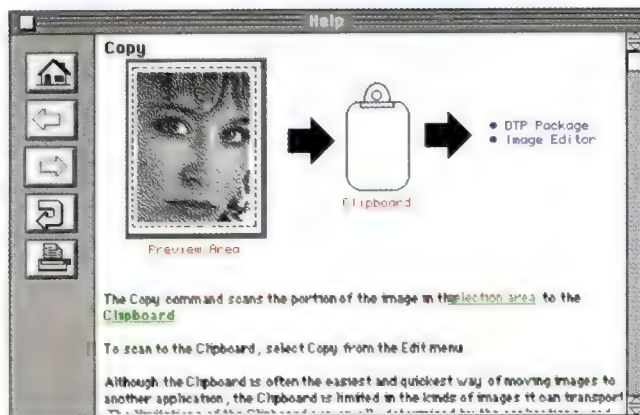 Help
Copy
• DTP Package
• Image Editor
Clipboard
Preview Area
The Copy command scans the portion of the image in the selection area to the
Clipboard
To scan to the Clipboard, select Copy from the Edit menu
Although the Clipboard is often the easiest and quickest way of moving images to
another application, the Clipboard is limited in the kinds of images it can transport